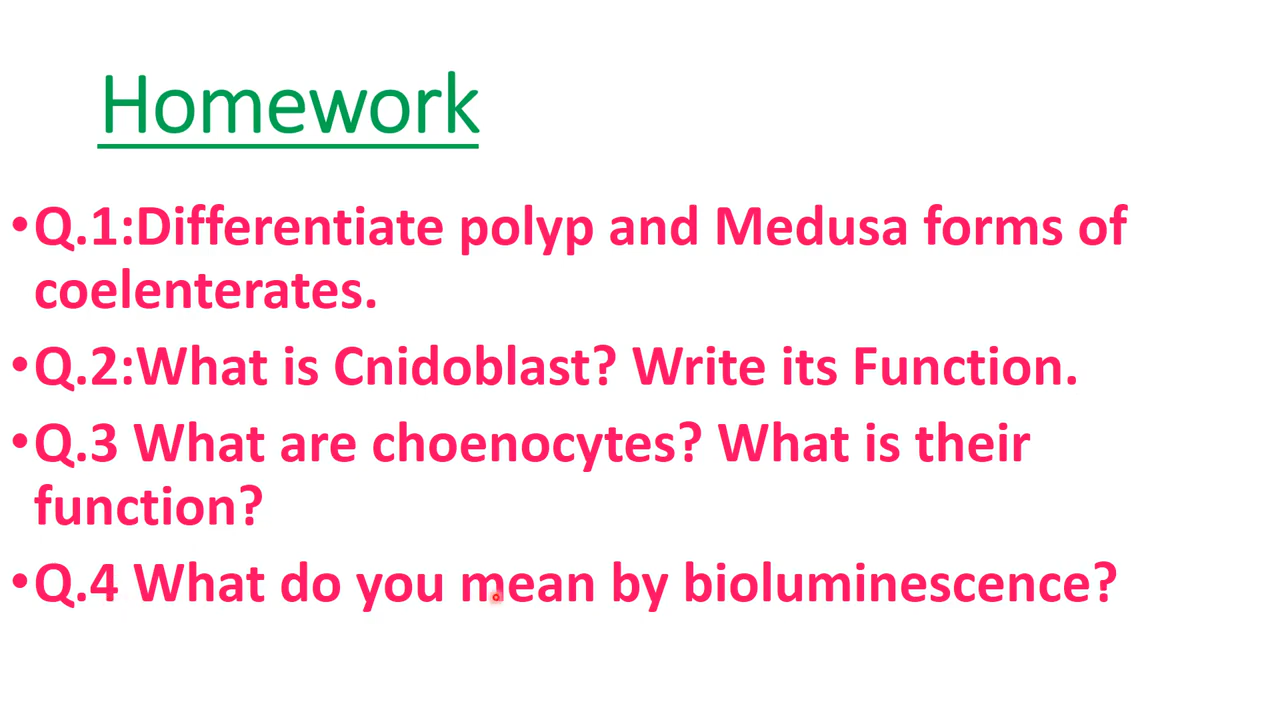 Homework
•Q.1:Differentiate polyp and Medusa forms of
coelenterates.
•Q.2:What is Cnidoblast? Write its Function.
•Q.3 What are choenocytes? What is their
function?
•Q.4 What do you mean by bioluminescence?